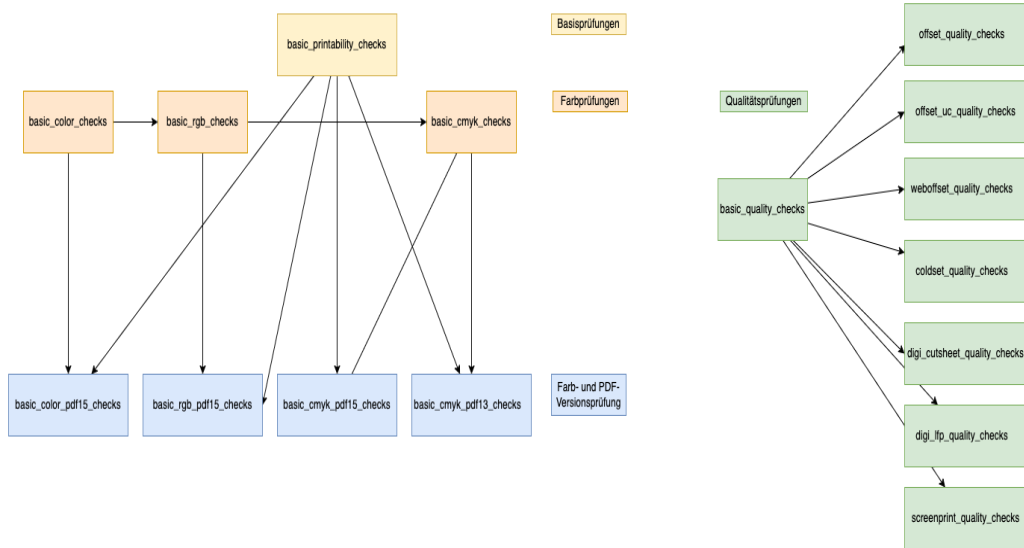 basic_printability_checks
Basisprüfungen
basic_color_checks
basic_rgb_checks
basic_cmyk_checks
Farbprüfungen
basic_color_pdf15_checks
basic_rgb_pdf15_checks
basic_cmyk_pdf15_checks
basic_cmyk_pdf13_checks
Farb- und PDF-
Versionsprüfung
Qualitätsprüfungen
basic_quality_checks
offset_quality_checks
offset_uc_quality_checks
weboffset_quality_checks
coldset_quality_checks
digi_cutsheet_quality_checks
digi_lfp_quality_checks
screenprint_quality_checks